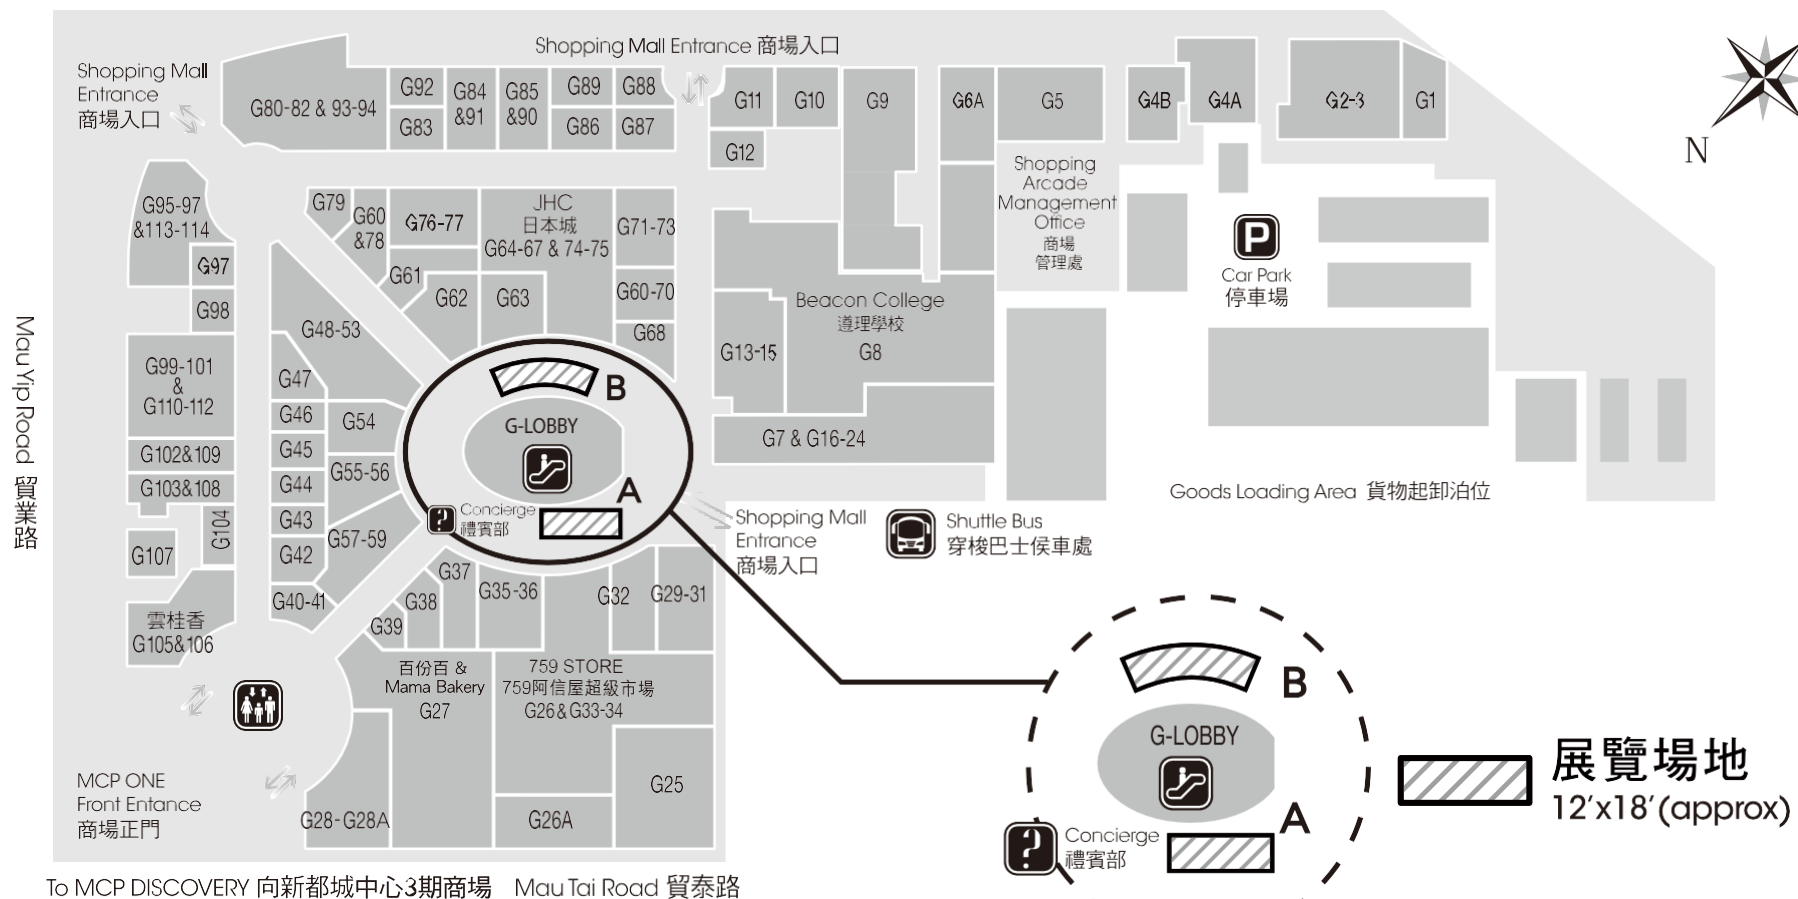 Shopping Mall Entrance 商場入口
Shopping Mall
Entrance
商場入口
G80-82 & 93-94
G92
G83
G84
&91
G85
&90
G89
G86
G88
G87
G11
G10
G9
G12
G6A
G5
G4B
G4A
G2-3
G1
N
G95-97
&113-114
G97
G98
G79
G60
&78
G76-77
G61
G62
G63
JHC
日本城
G64-67 & 74-75
G71-73
G60-70
G68
Shopping
Arcade
Management
Office
商場
管理處
P
Car Park
停車場
Beacon College
遵理學校
G8
G13-15
G7 & G16-24
Mau Yip Road 貿業路
G99-101
&
G110-112
G102&109
G103&108
G104
G107
雲桂香
G105&106
G48-53
G47
G46
G45
G44
G43
G42
G40-41
G54
G55-56
G57-59
B
G-LOBBY
A
?
Concierge
禮賓部
Shopping Mall
Entrance
商場入口
Shuttle Bus
穿梭巴士侯車處
Goods Loading Area 貨物起卸泊位
G39
G38
G37
G35-36
G32
G29-31
百份百 &
Mama Bakery
G27
759 STORE
759阿信屋超級市場
G26&G33-34
G25
G26A
G28-G28A
MCP ONE
Front Entance
商場正門
B
G-LOBBY
A
?
Concierge
禮賓部
展覽場地
12’x18’(approx)
To MCP DISCOVERY 向新都城中心3期商場
Mau Tai Road 貿泰路